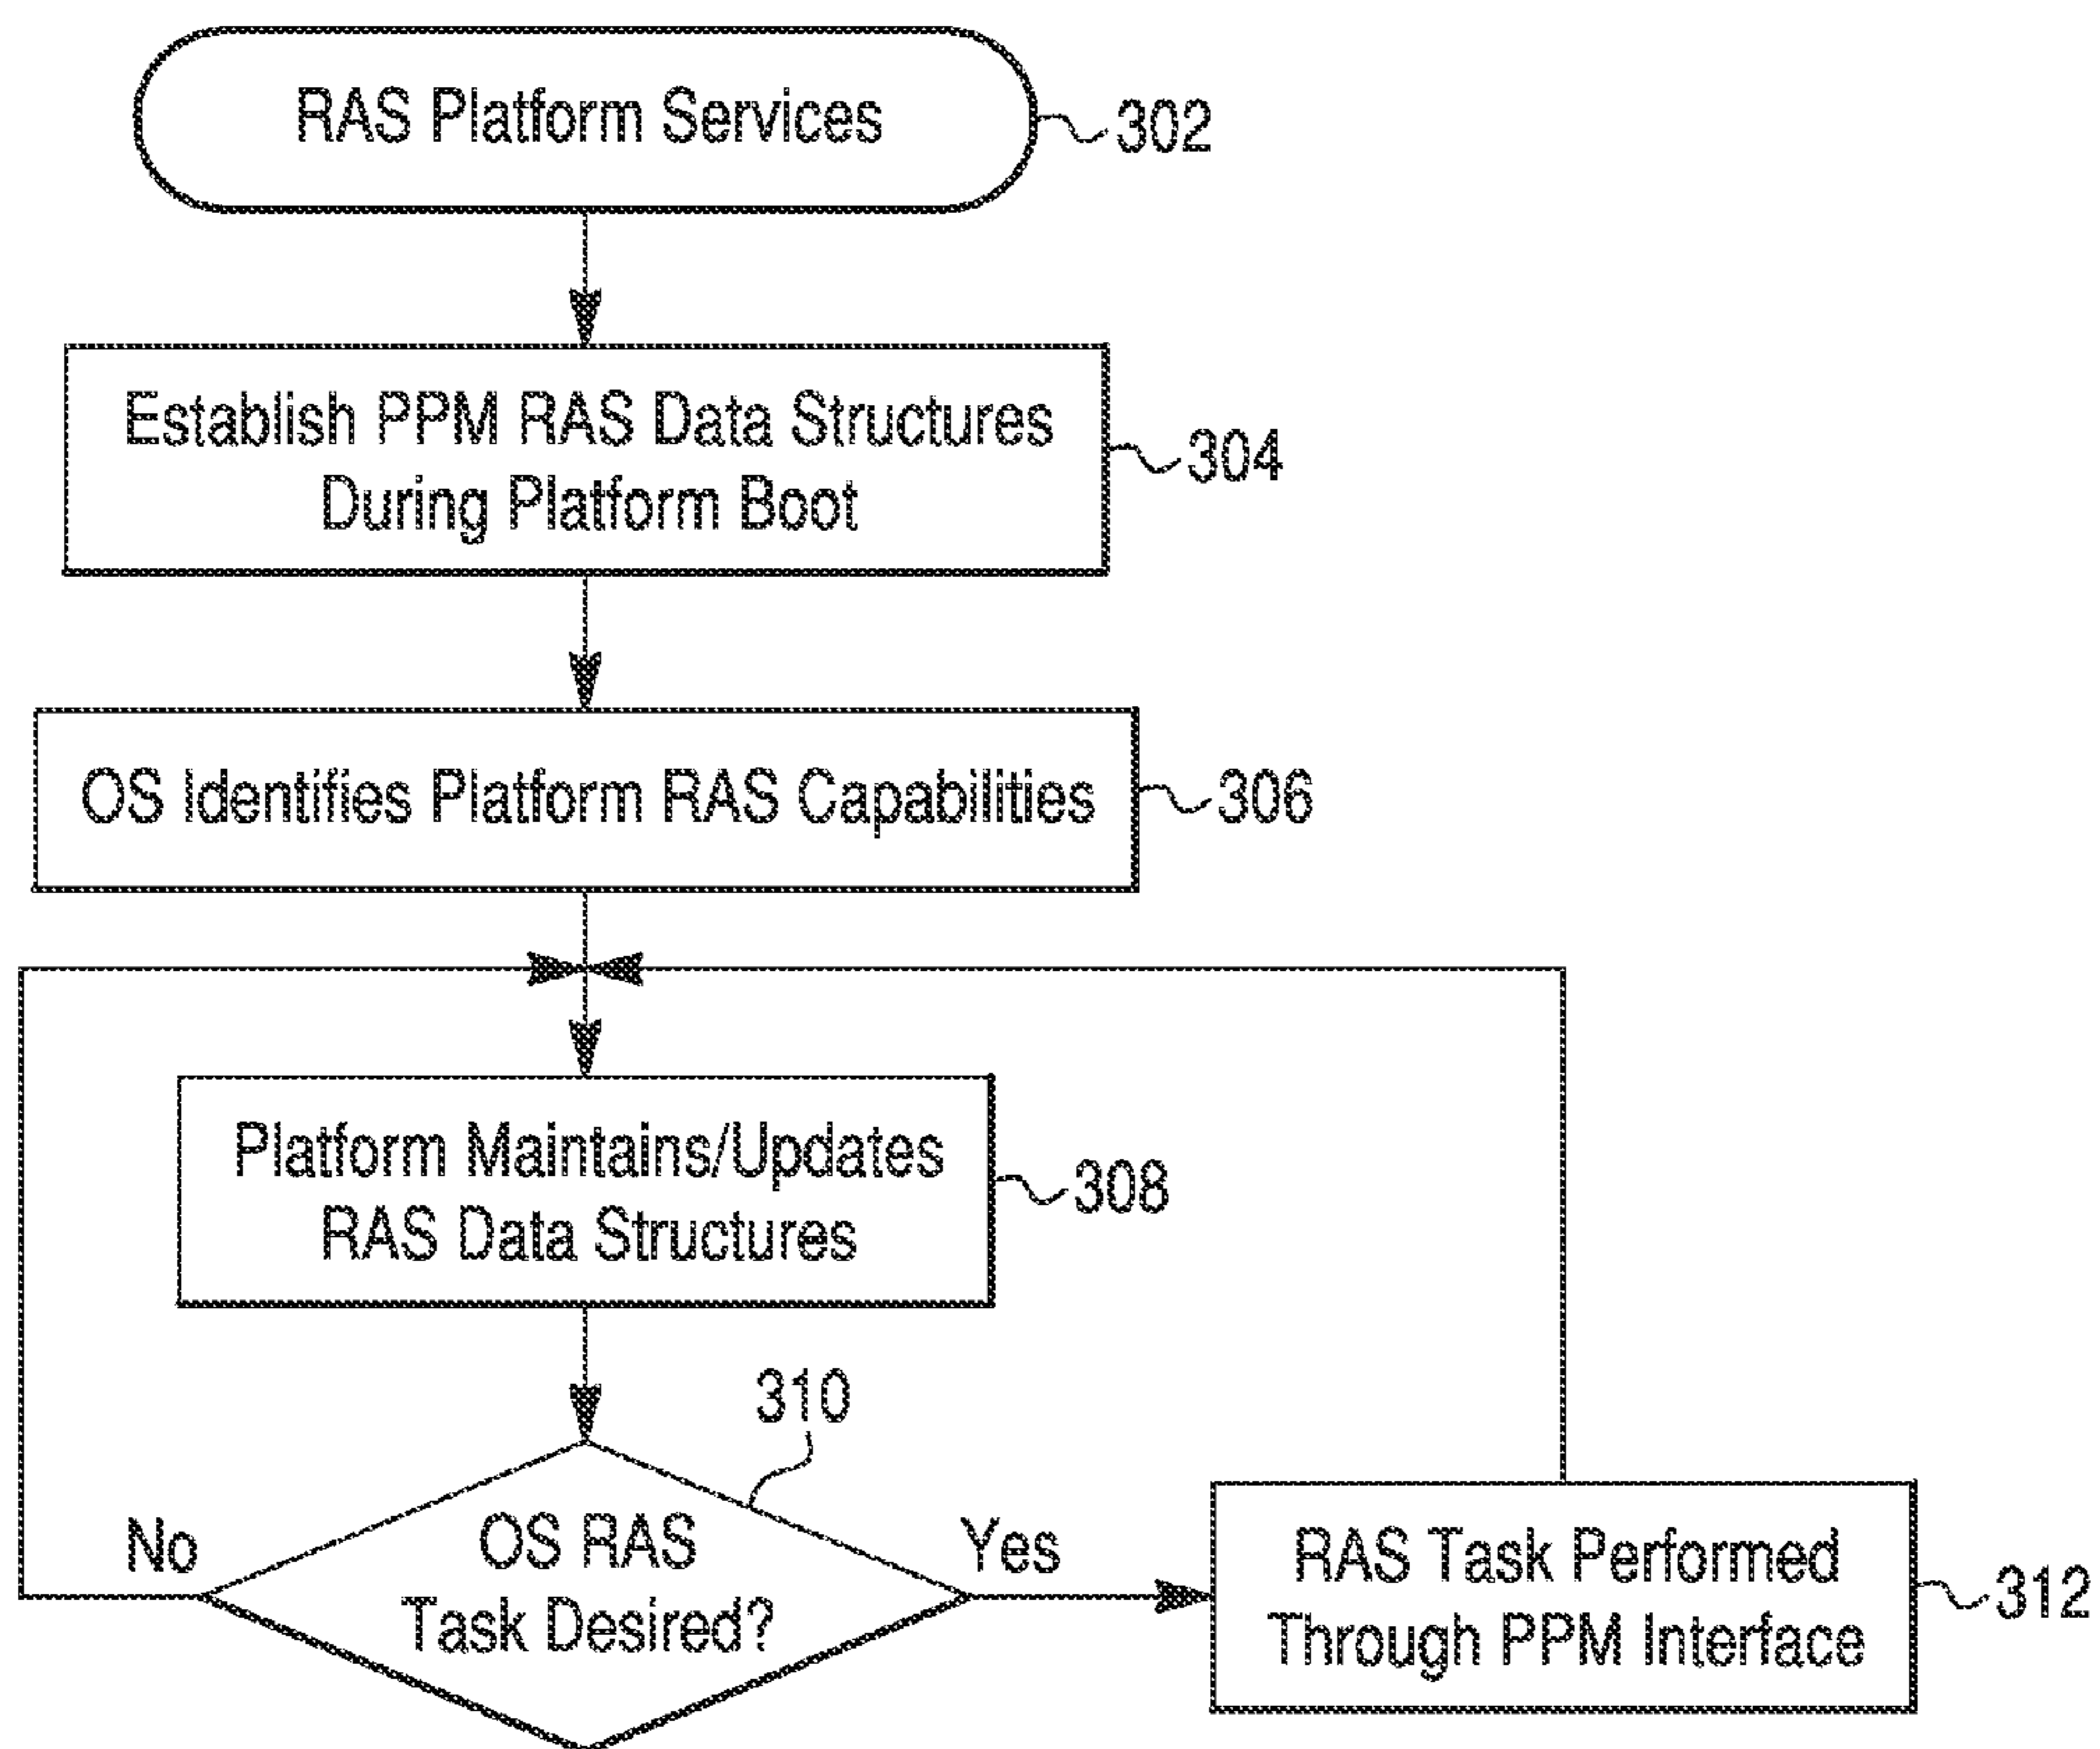 RAS Platform Services
302
Establish PPM RAS Data Structures
During Platform Boot
304
OS Identifies Platform RAS Capabilities
306
Platform Maintains/Updates
RAS Data Structures
308
310
No
OS RAS
Task Desired?
Yes
RAS Task Performed
Through PPM Interface
312